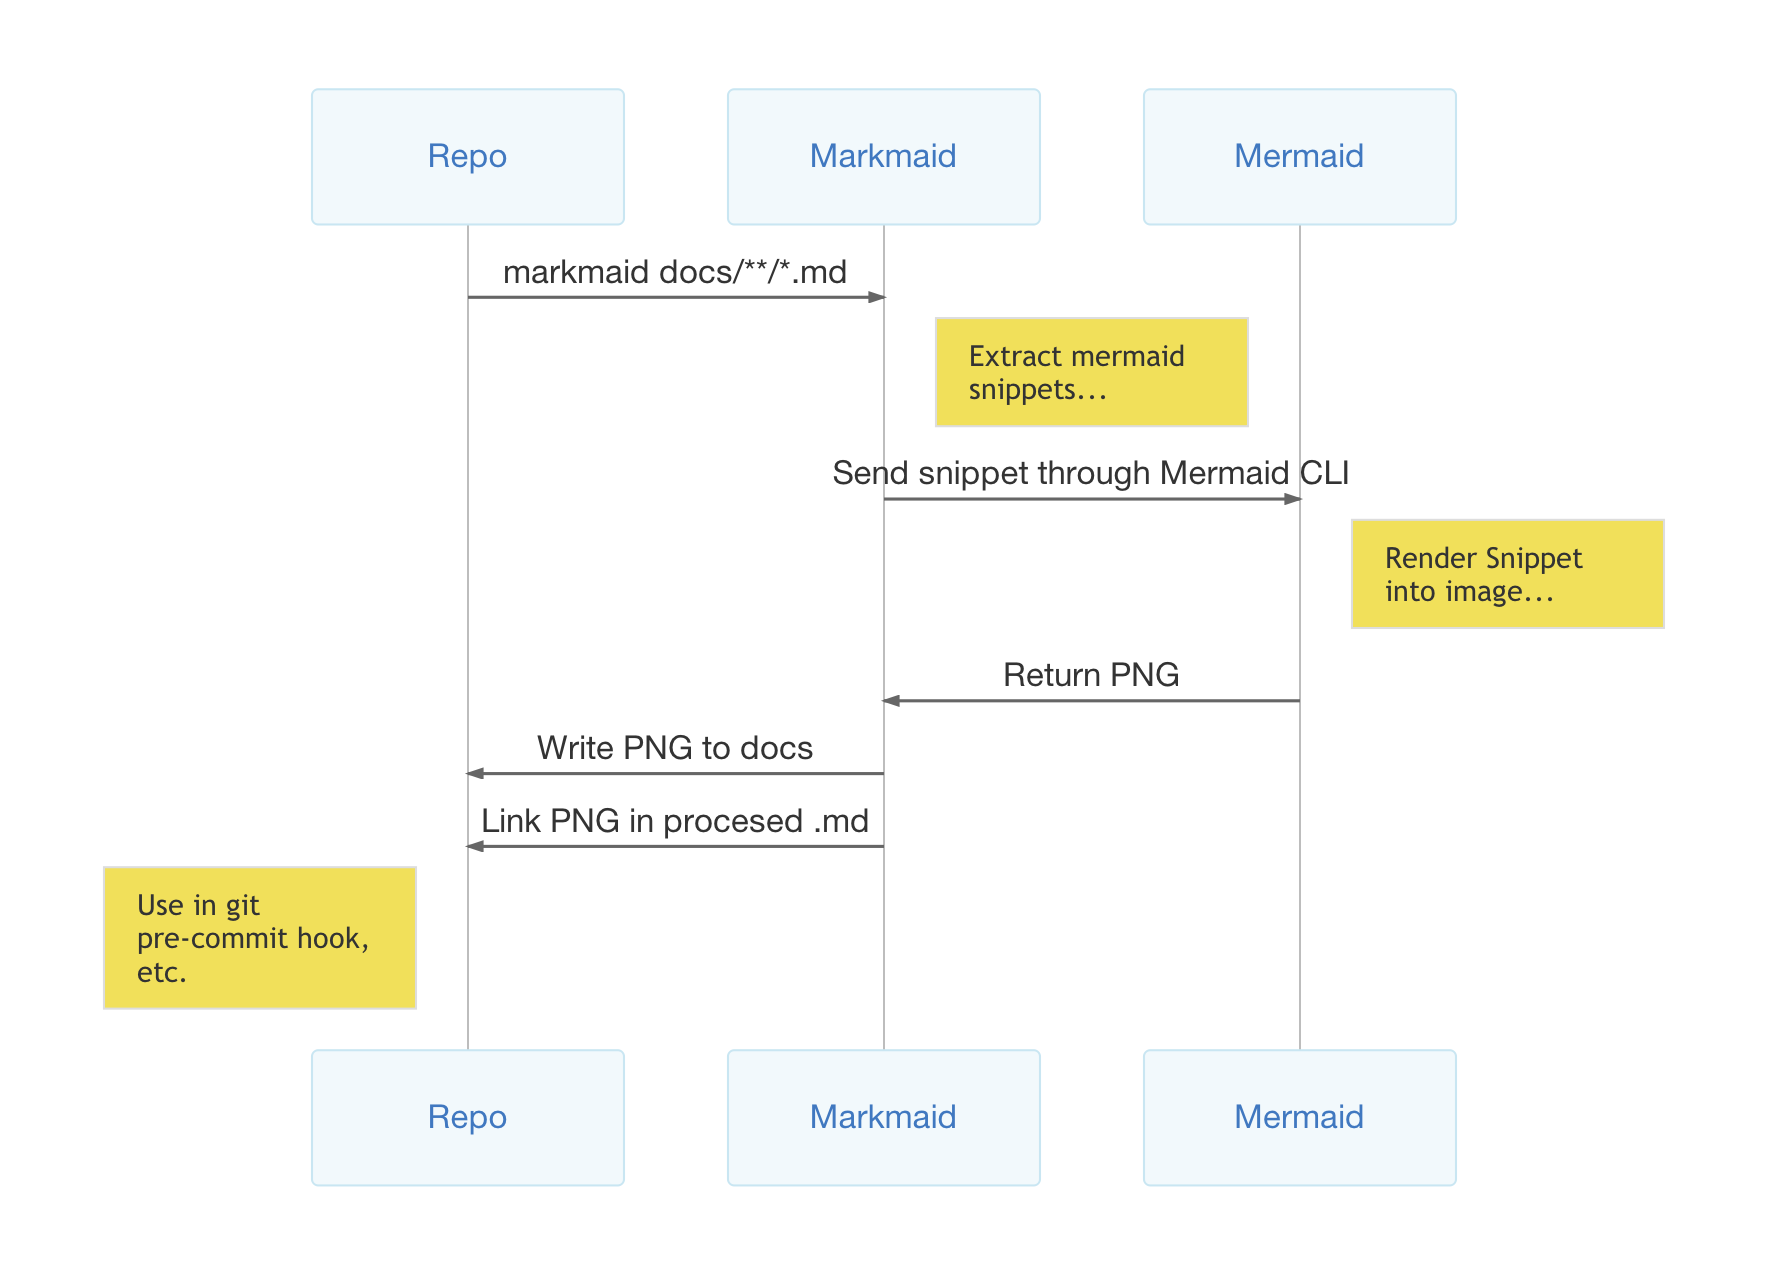 Repo
Markmaid
Mermaid
markmaid docs/**/*.md
Extract mermaid
snippets...
Send snippet through Mermaid CLI
Render Snippet
into image...
Return PNG
Write PNG to docs
Link PNG in procesed .md
Use in git
pre-commit hook,
etc.
Repo
Markmaid
Mermaid